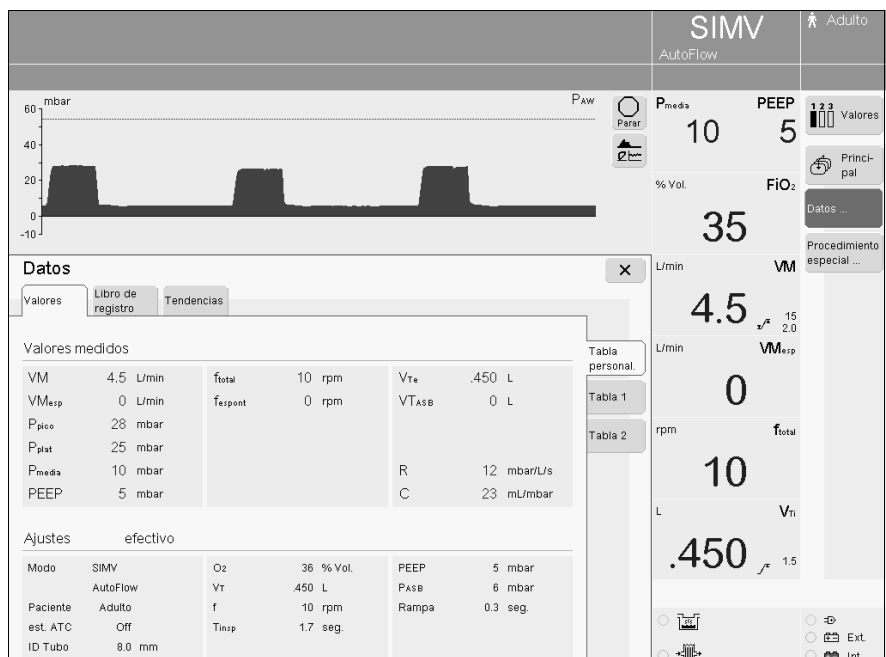 SIMV
AutoFlow
Adulto
mbar
PAW
60
40
20
0
-10
Parar
Pmedia PEEP
10 5
% Vol. FiO2
35
L/min VM
4.5 15
2.0
L/min VMesp
0
rpm ftotal
10
L VTi
.450 1.5
1 2 3
Valores
Princi-
pal
Datos ...
Procedimiento
especial ...
Ext.
Int.
Datos
Valores
Libro de
registro
Tendencias
Tabla
personal.
Tabla 1
Tabla 2
Valores medidos
VM 4.5 L/min ftotal 10 rpm VTe .450 L
VMesp 0 L/min fespont 0 rpm VTASB 0 L
Ppico 28 mbar
Pplat 25 mbar
Pmedia 10 mbar R 12 mbar/L/s
PEEP 5 mbar C 23 mL/mbar
Ajustes efectivo
Modo SIMV O2 36 % Vol. PEEP 5 mbar
AutoFlow VT .450 L PASB 6 mbar
Paciente Adulto f 10 rpm Rampa 0.3 seg.
est. ATC Off Tinsp 1.7 seg.
ID Tubo 8.0 mm